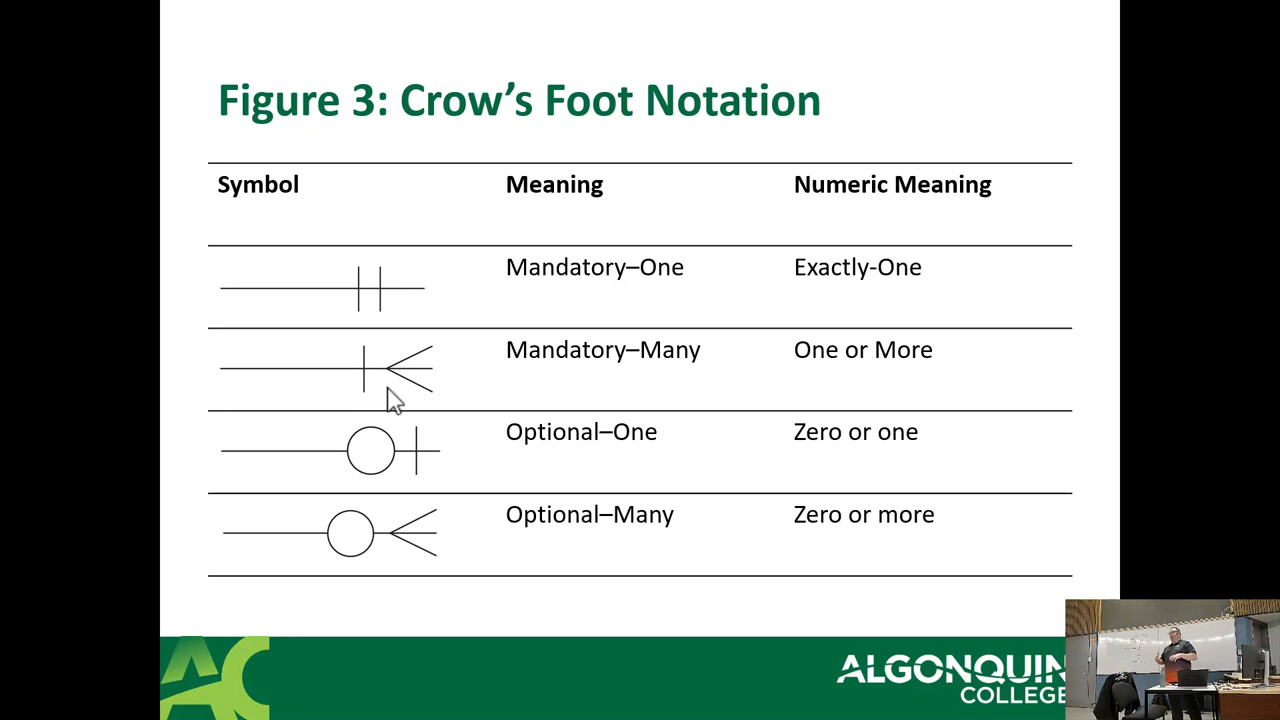 Figure 3: Crow’s Foot Notation
Symbol Meaning Numeric Meaning
Mandatory–One Exactly-One
Mandatory–Many One or More
Optional–One Zero or one
Optional–Many Zero or more
AC
ALGONQUIN
COLLEGE